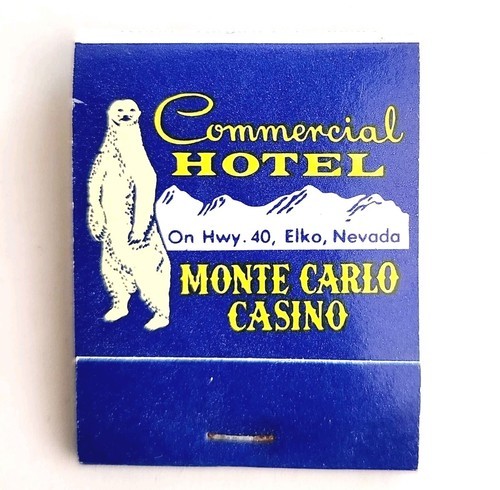 Commercial
HOTEL
On Hwy. 40, Elko, Nevada
MONTE CARLO
CASINO